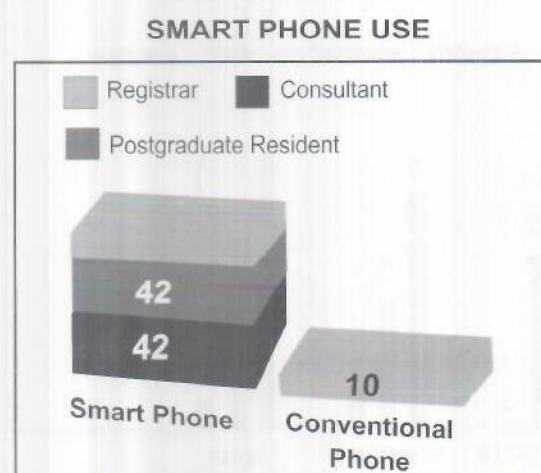 SMART PHONE USE
Registrar
Consultant
Postgraduate Resident
42
42
10
Smart Phone
Conventional
Phone